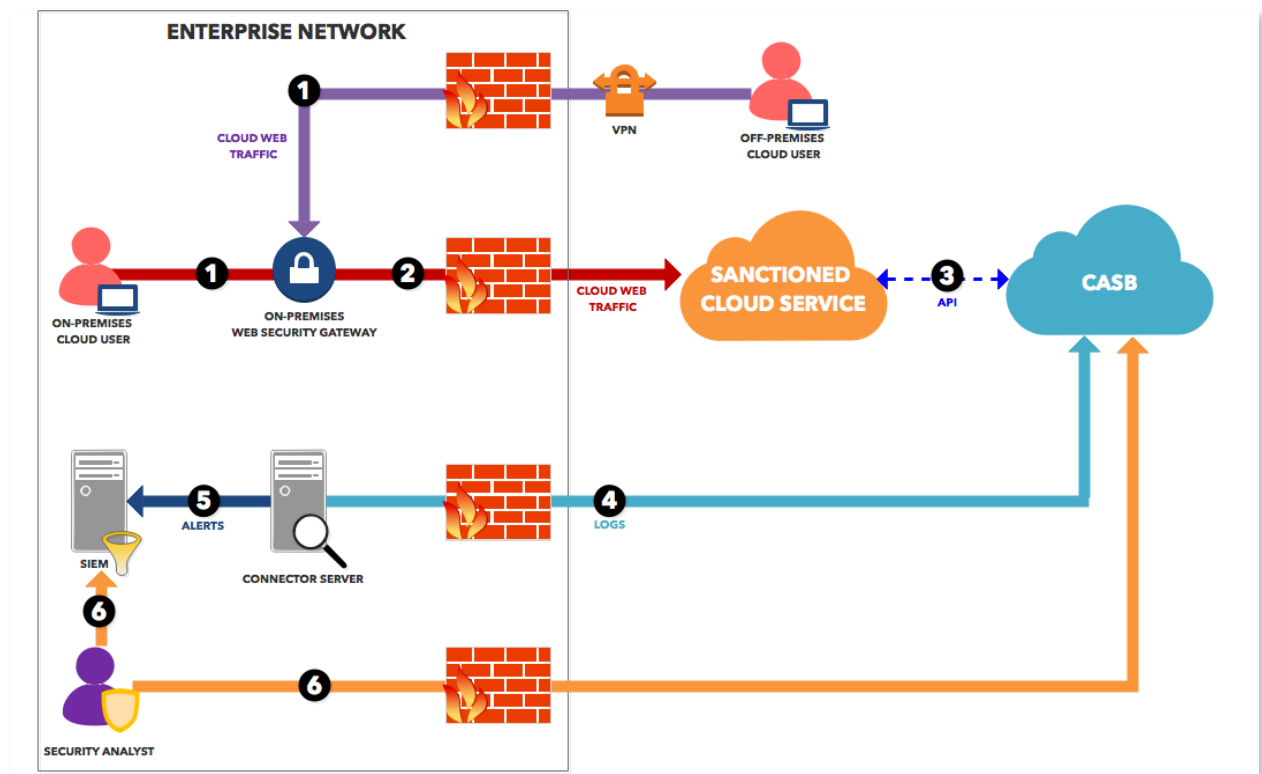 ENTERPRISE NETWORK
1
CLOUD WEB
TRAFFIC
VPN
OFF-PREMISES
CLOUD USER
1
2
ON-PREMISES
CLOUD USER
ON-PREMISES
WEB SECURITY GATEWAY
CLOUD WEB
TRAFFIC
SANCTIONED
CLOUD SERVICE
3
API
CASB
5
ALERTS
4
LOGS
SIEM
CONNECTOR SERVER
6
6
SECURITY ANALYST